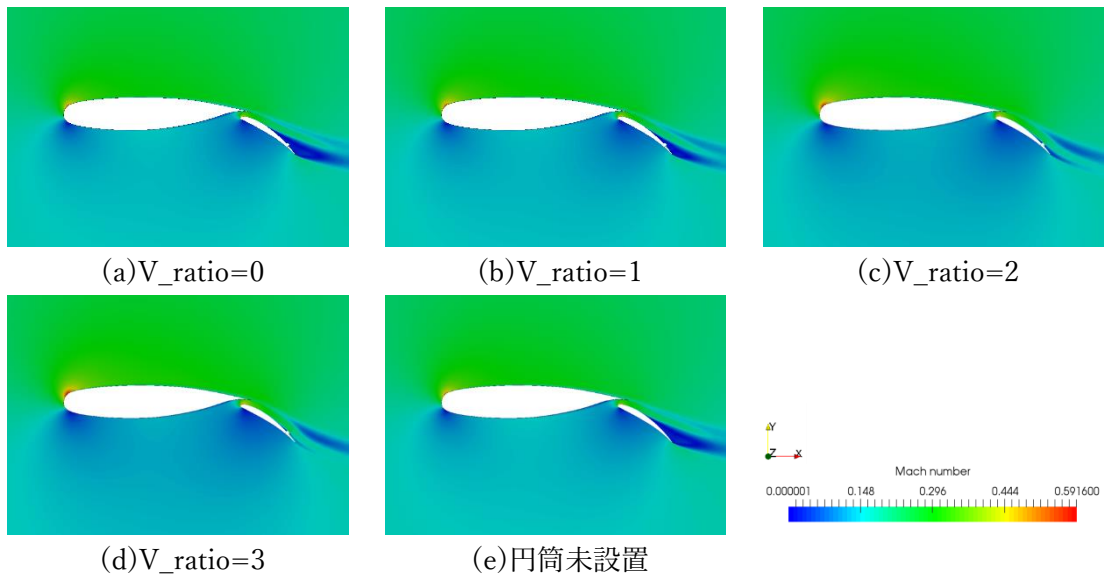 (a)V_ratio=0
(b)V_ratio=1
(c)V_ratio=2
(d)V_ratio=3
(e)円筒未設置
Y
Z X
Mach number
0.000001 0.148 0.296 0.444 0.591600